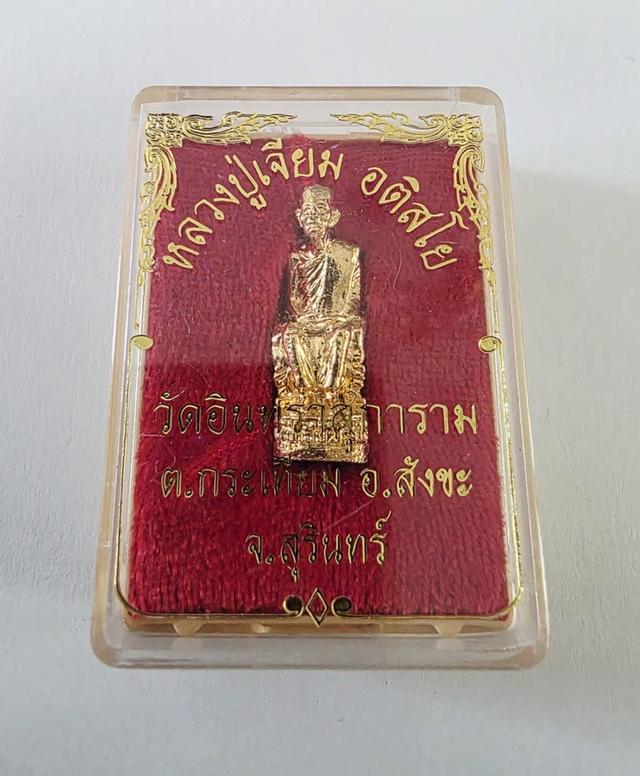 หลวงปู่เจียม อติสโย
วัดอินทราสุการาม
ต.กระเทียม อ.สังขะ
จ.สุรินทร์